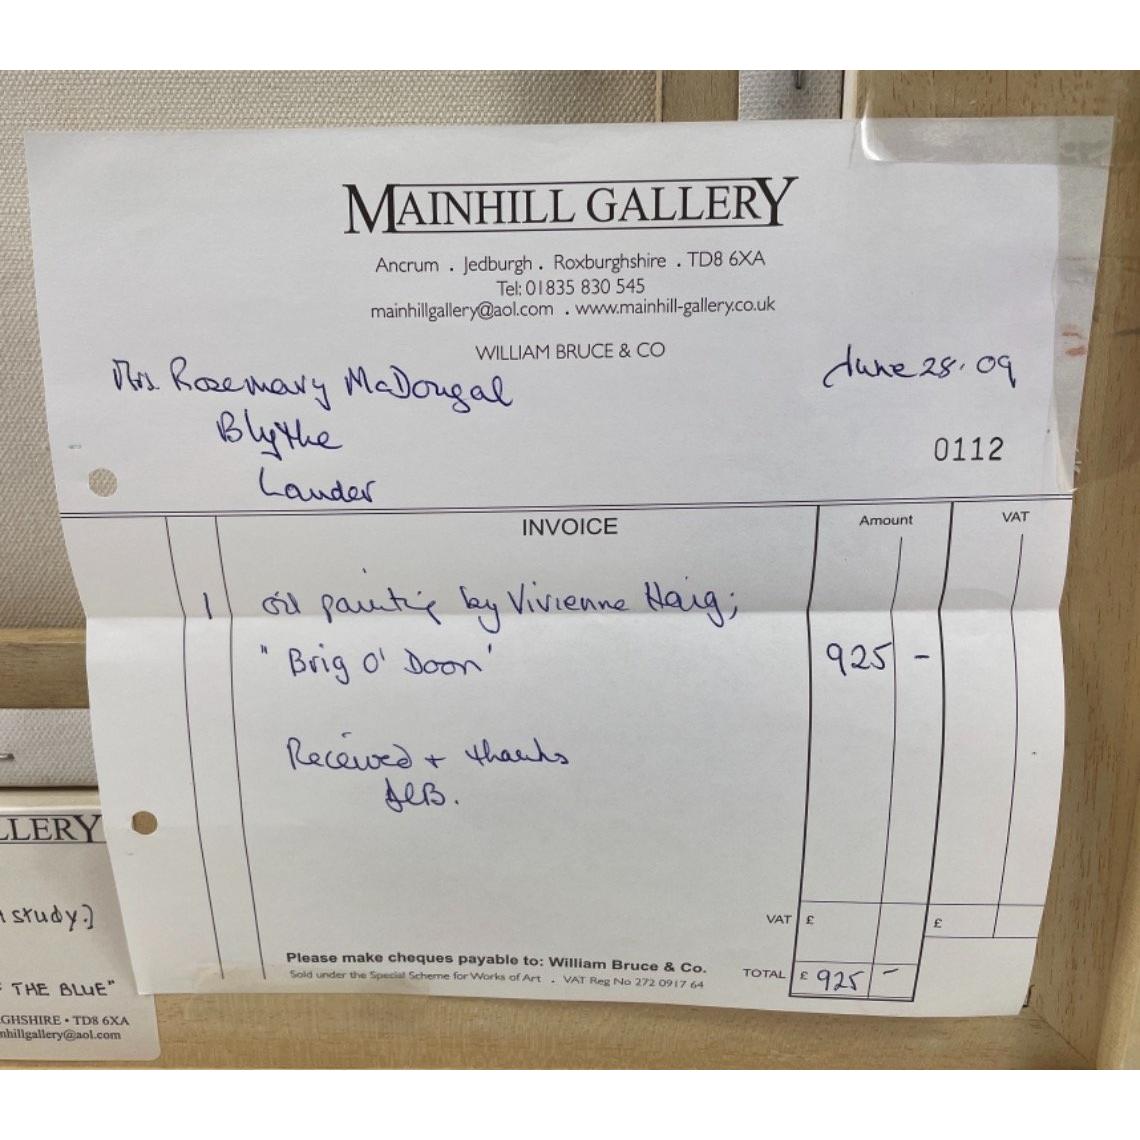 MAINHILL GALLERY
Ancrum . Jedburgh . Roxburghshire . TD8 6XA
Tel: 01835 830 545
mainhillgallery@aol.com . www.mainhill-gallery.co.uk
WILLIAM BRUCE & CO
Mrs. Rosemary McDougal
Blythe
Lauder
June 28. 09
0112
INVOICE
Amount
VAT
1 oil painting by Vivienne Haig;
"Brig O' Doon'
925 -
Received + thanks
VAT £
£
Please make cheques payable to: William Bruce & Co.
Sold under the Special Scheme for Works of Art . VAT Reg No 272 0917 64
TOTAL £ 925 -
LLERY
study.]
THE BLUE"
GHSHIRE • TD8 6XA
nhillgallery@aol.com